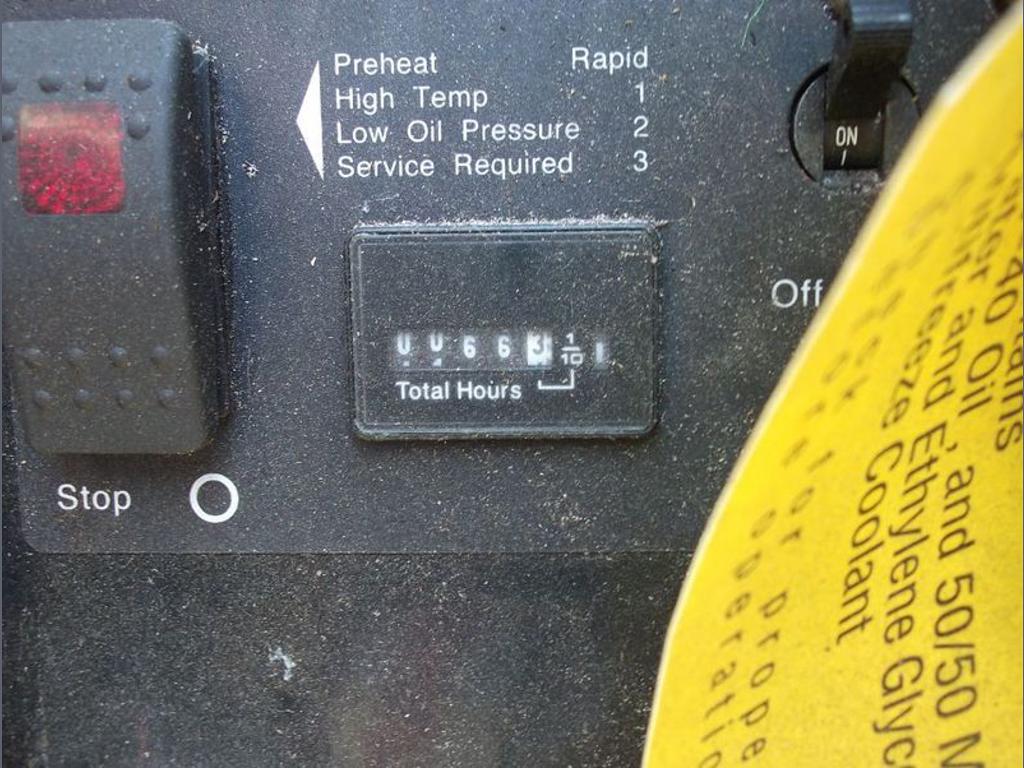 Preheat Rapid
High Temp 1
Low Oil Pressure 2
Service Required 3
ON
Off
00663 1/10
Total Hours
Stop
40 Oil, and 50/50 M
and Ethylene Glyc
Coolant